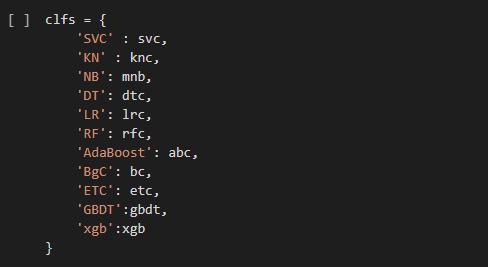 [ ] clfs = {
    'SVC' : svc,
    'KN' : knc,
    'NB': mnb,
    'DT': dtc,
    'LR': lrc,
    'RF': rfc,
    'AdaBoost': abc,
    'BgC': bc,
    'ETC': etc,
    'GBDT':gbdt,
    'xgb':xgb
}